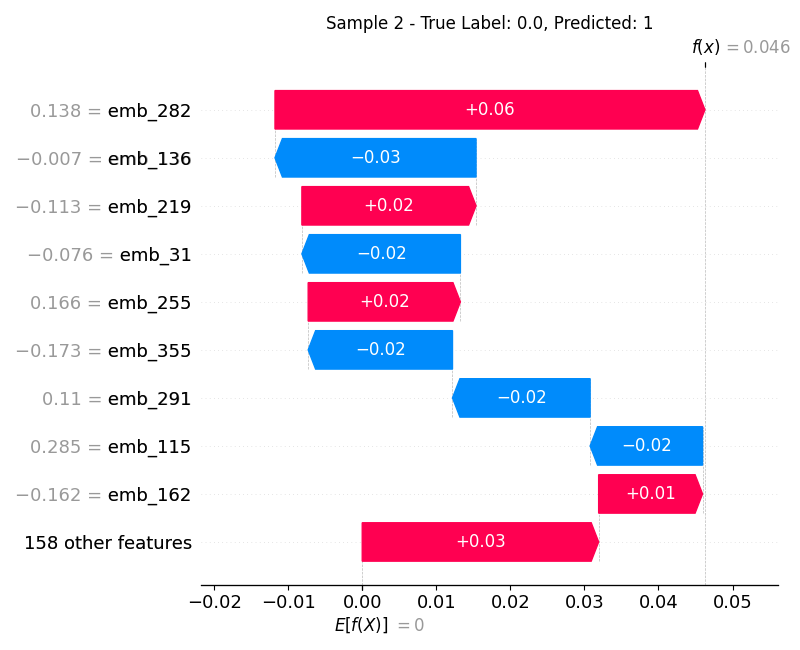 Sample 2 - True Label: 0.0, Predicted: 1
f(x) = 0.046
0.138 = emb_282
+0.06
−0.007 = emb_136
−0.03
−0.113 = emb_219
+0.02
−0.076 = emb_31
−0.02
0.166 = emb_255
+0.02
−0.173 = emb_355
−0.02
0.11 = emb_291
−0.02
0.285 = emb_115
−0.02
−0.162 = emb_162
+0.01
158 other features
+0.03
−0.02 −0.01 0.00 0.01 0.02 0.03 0.04 0.05
E[f(X)] = 0